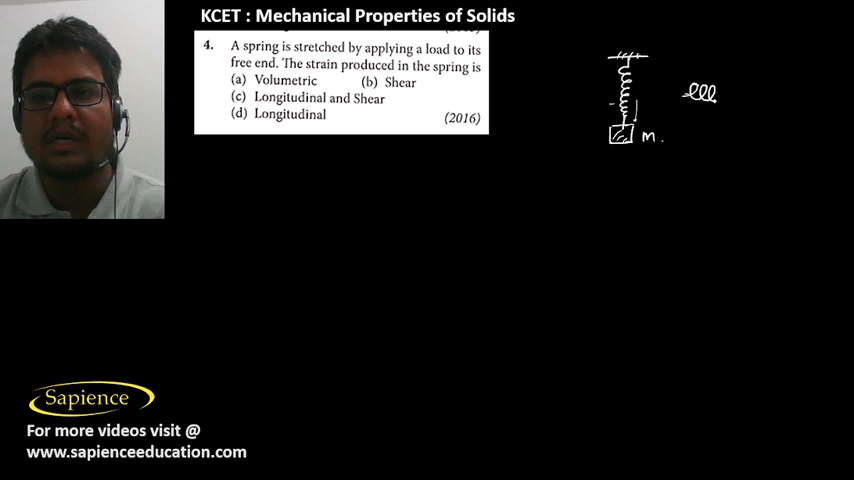 KCET : Mechanical Properties of Solids
4. A spring is stretched by applying a load to its
free end. The strain produced in the spring is
(a) Volumetric (b) Shear
(c) Longitudinal and Shear
(d) Longitudinal (2016)
m.
Sapience
For more videos visit @
www.sapienceeducation.com